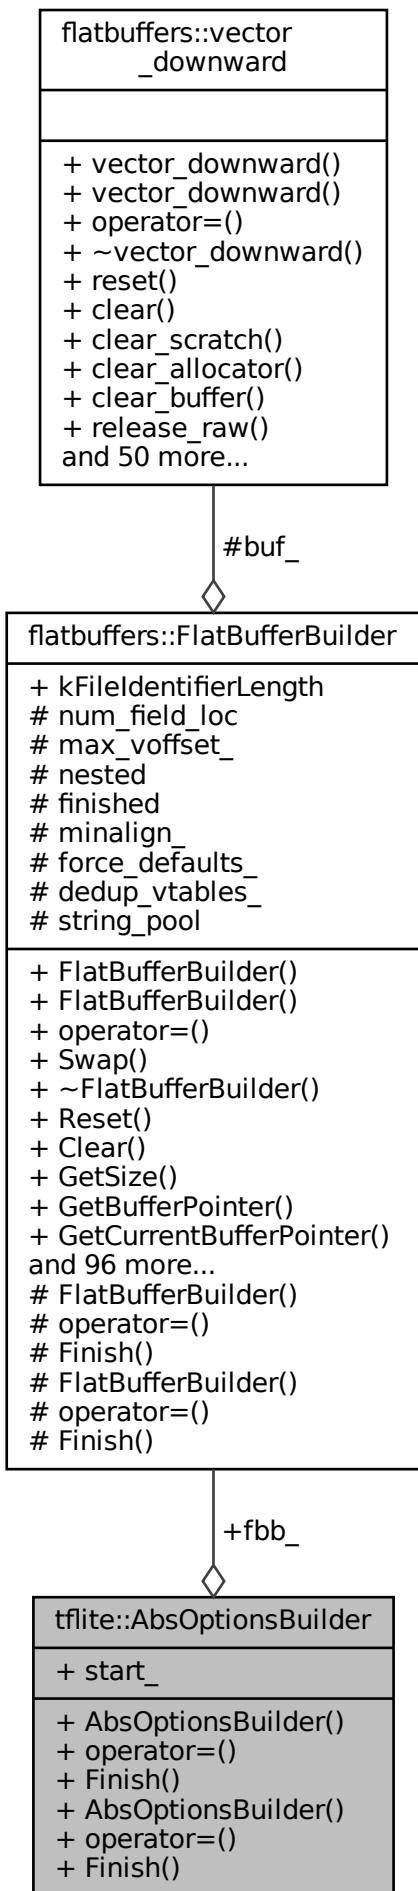 flatbuffers::vector
_downward
+ vector_downward()
+ vector_downward()
+ operator=()
+ ~vector_downward()
+ reset()
+ clear()
+ clear_scratch()
+ clear_allocator()
+ clear_buffer()
+ release_raw()
and 50 more...
#buf_
flatbuffers::FlatBufferBuilder
+ kFileIdentifierLength
# num_field_loc
# max_voffset_
# nested
# finished
# minalign_
# force_defaults_
# dedup_vtables_
# string_pool
+ FlatBufferBuilder()
+ FlatBufferBuilder()
+ operator=()
+ Swap()
+ ~FlatBufferBuilder()
+ Reset()
+ Clear()
+ GetSize()
+ GetBufferPointer()
+ GetCurrentBufferPointer()
and 96 more...
# FlatBufferBuilder()
# operator=()
# Finish()
# FlatBufferBuilder()
# operator=()
# Finish()
+fbb_
tflite::AbsOptionsBuilder
+ start_
+ AbsOptionsBuilder()
+ operator=()
+ Finish()
+ AbsOptionsBuilder()
+ operator=()
+ Finish()